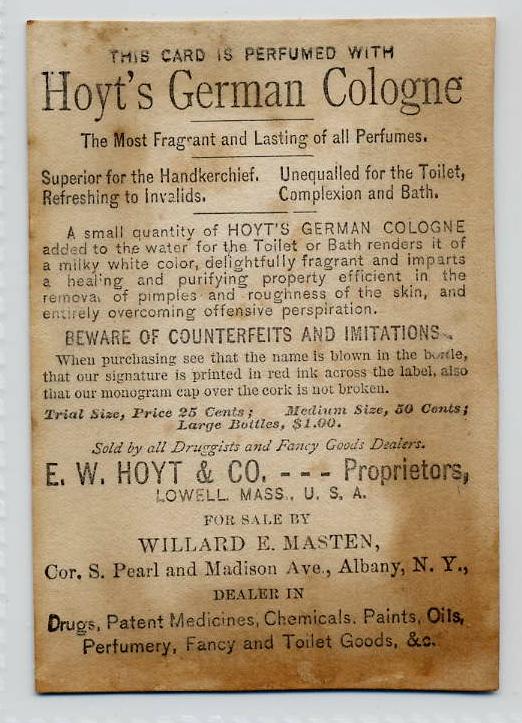 THIS CARD IS PERFUMED WITH
Hoyt's German Cologne
The Most Fragrant and Lasting of all Perfumes.
Superior for the Handkerchief. Unequalled for the Toilet,
Refreshing to Invalids. Complexion and Bath.
A small quantity of HOYT'S GERMAN COLOGNE
added to the water for the Toilet or Bath renders it of
a milky white color, delightfully fragrant and imparts
a healing and purifying property efficient in the
removal of pimples and roughness of the skin, and
entirely overcoming offensive perspiration.
BEWARE OF COUNTERFEITS AND IMITATIONS.
When purchasing see that the name is blown in the bottle,
that our signature is printed in red ink across the label, also
that our monogram cap over the cork is not broken.
Trial Size, Price 25 Cents; Medium Size, 50 Cents;
Large Bottles, $1.00.
Sold by all Druggists and Fancy Goods Dealers.
E. W. HOYT & CO. - - - Proprietors,
LOWELL. MASS., U. S. A.
FOR SALE BY
WILLARD E. MASTEN,
Cor. S. Pearl and Madison Ave., Albany, N. Y.,
DEALER IN
Drugs, Patent Medicines, Chemicals. Paints, Oils,
Perfumery, Fancy and Toilet Goods, &c.